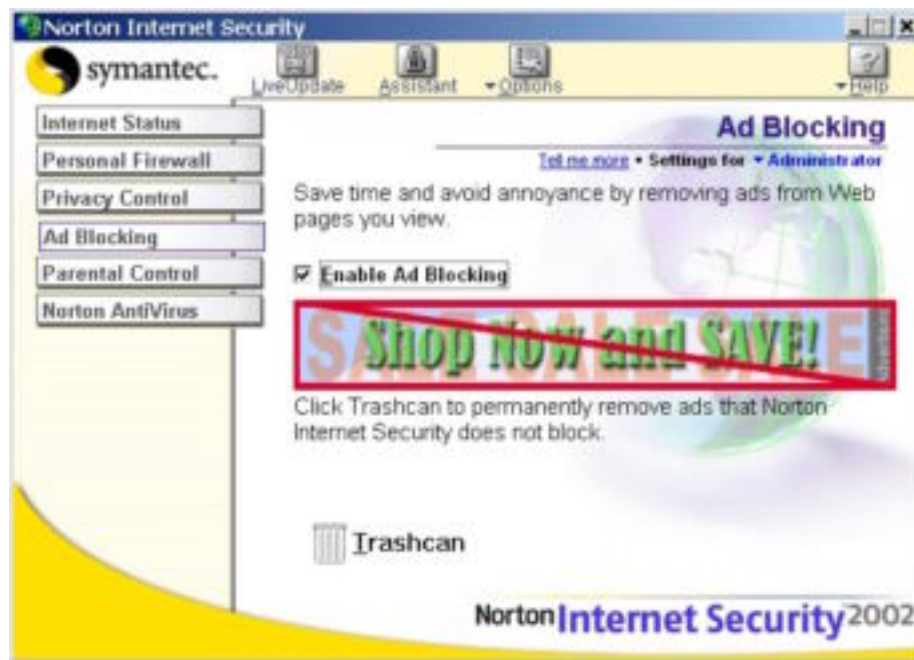 Norton Internet Security
symantec.
LiveUpdate Assistant Options Help
Internet Status
Personal Firewall
Privacy Control
Ad Blocking
Parental Control
Norton AntiVirus
Ad Blocking
Tell me more • Settings for Administrator
Save time and avoid annoyance by removing ads from Web
pages you view.
Enable Ad Blocking
SALE SALE SALE
Shop Now and SAVE!
Click Trashcan to permanently remove ads that Norton
Internet Security does not block.
Trashcan
Norton Internet Security 2002